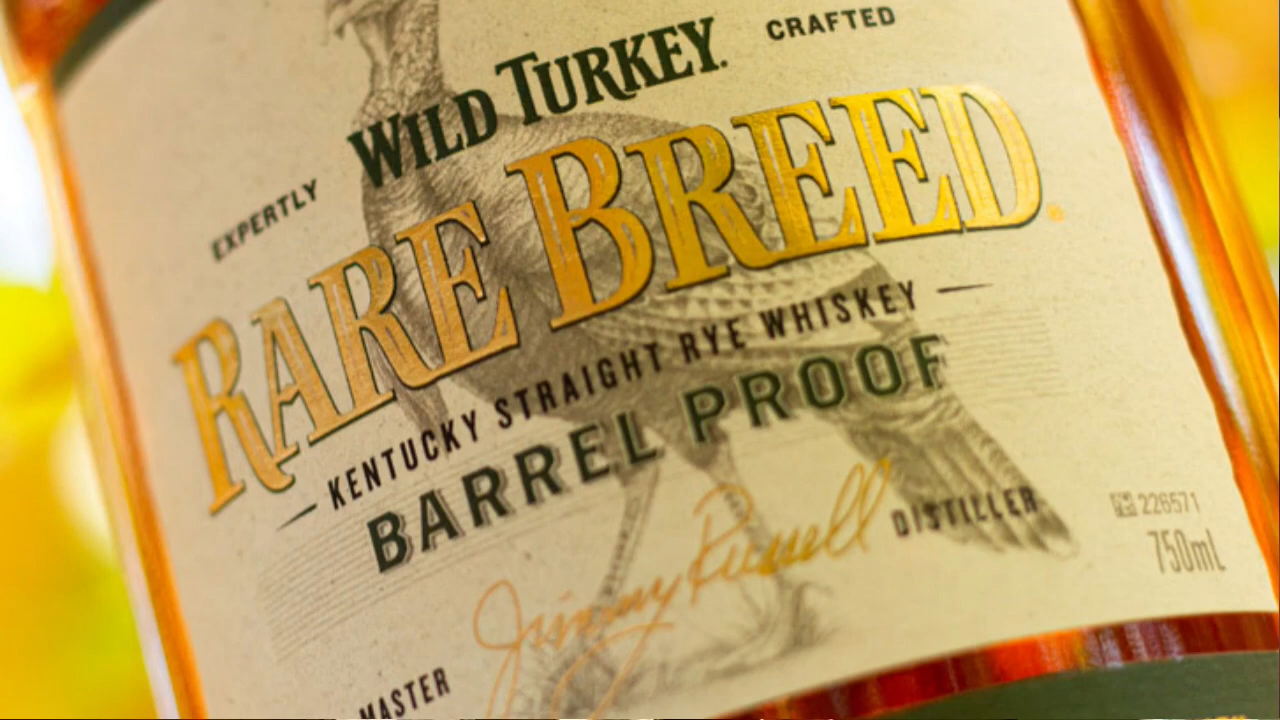 WILD TURKEY.
EXPERTLY CRAFTED
RARE BREED
KENTUCKY STRAIGHT RYE WHISKEY
BARREL PROOF
MASTER Jimmy Russell DISTILLER
226571
750mL